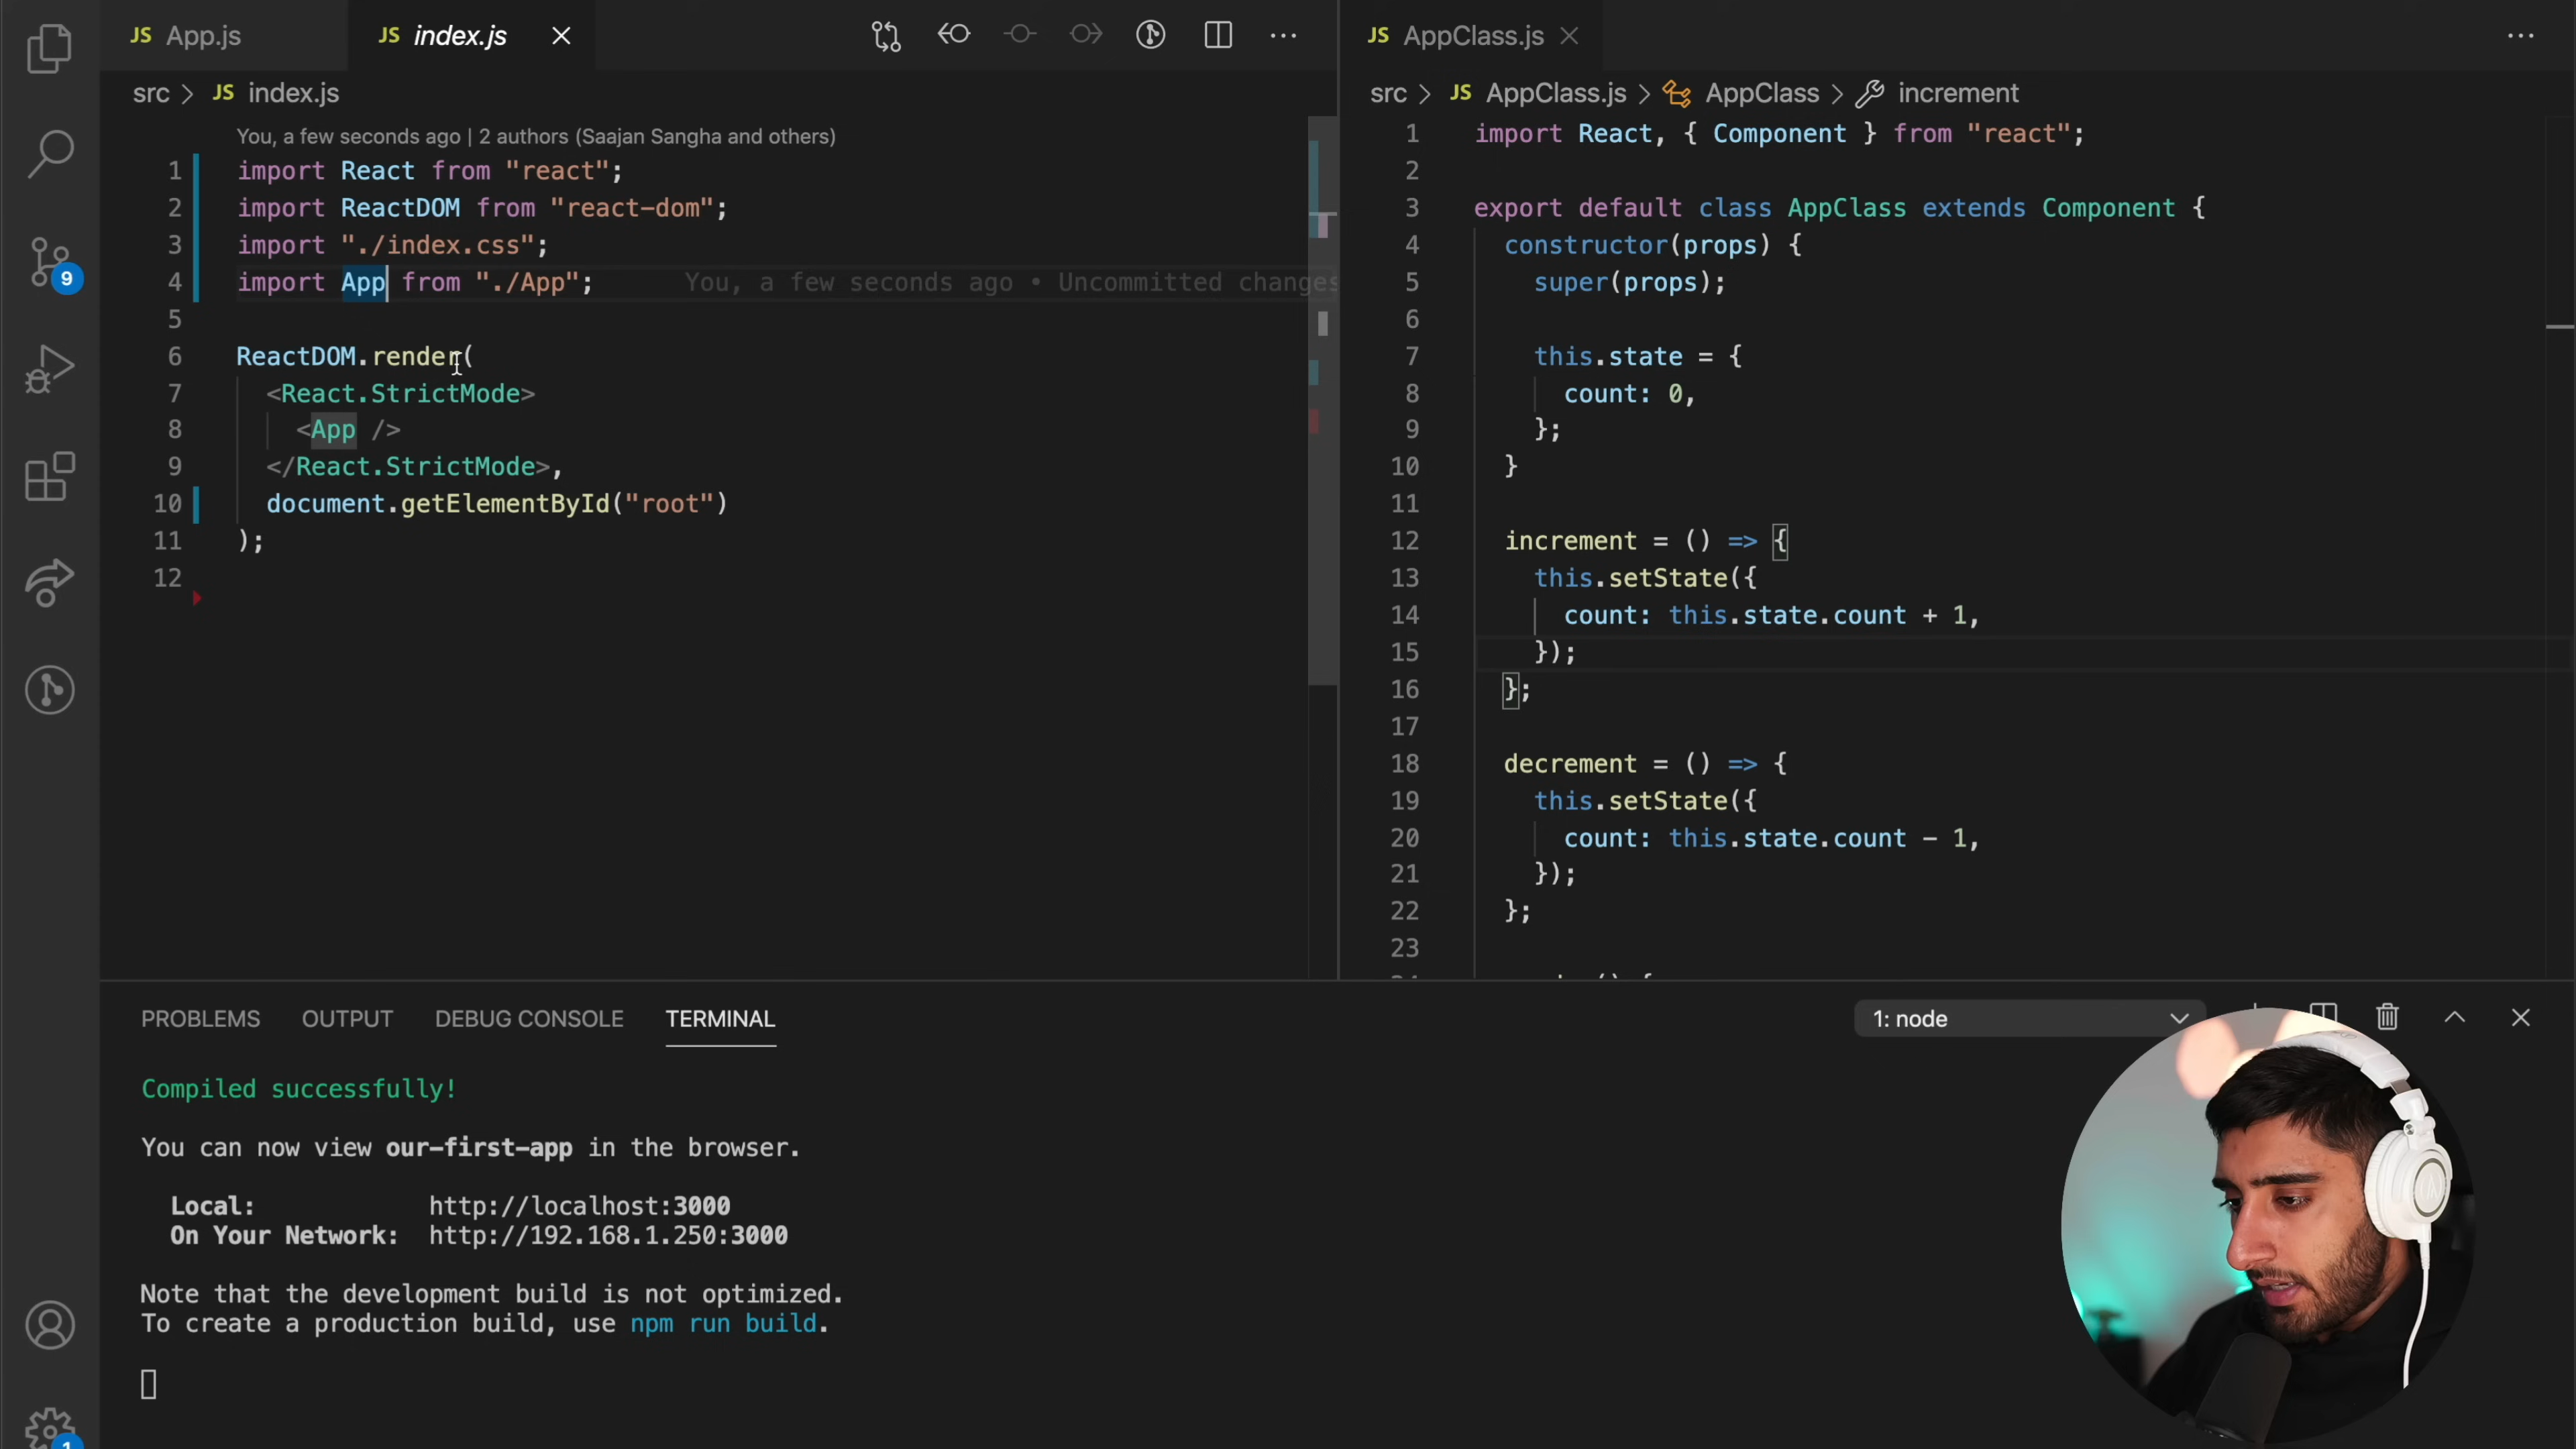 JS App.js
JS index.js
src > JS index.js
You, a few seconds ago | 2 authors (Saajan Sangha and others)
1 import React from "react";
2 import ReactDOM from "react-dom";
3 import "./index.css";
4 import App from "./App"; You, a few seconds ago • Uncommitted changes
5
6 ReactDOM.render(
7 <React.StrictMode>
8 <App />
9 </React.StrictMode>,
10 document.getElementById("root")
11 );
12
9
JS AppClass.js
src > JS AppClass.js > AppClass > increment
1 import React, { Component } from "react";
2
3 export default class AppClass extends Component {
4 constructor(props) {
5 super(props);
6
7 this.state = {
8 count: 0,
9 };
10 }
11
12 increment = () => {
13 this.setState({
14 count: this.state.count + 1,
15 });
16 };
17
18 decrement = () => {
19 this.setState({
20 count: this.state.count - 1,
21 });
22 };
23
PROBLEMS OUTPUT DEBUG CONSOLE TERMINAL
1: node
Compiled successfully!
You can now view our-first-app in the browser.
Local: http://localhost:3000
On Your Network: http://192.168.1.250:3000
Note that the development build is not optimized.
To create a production build, use npm run build.
1